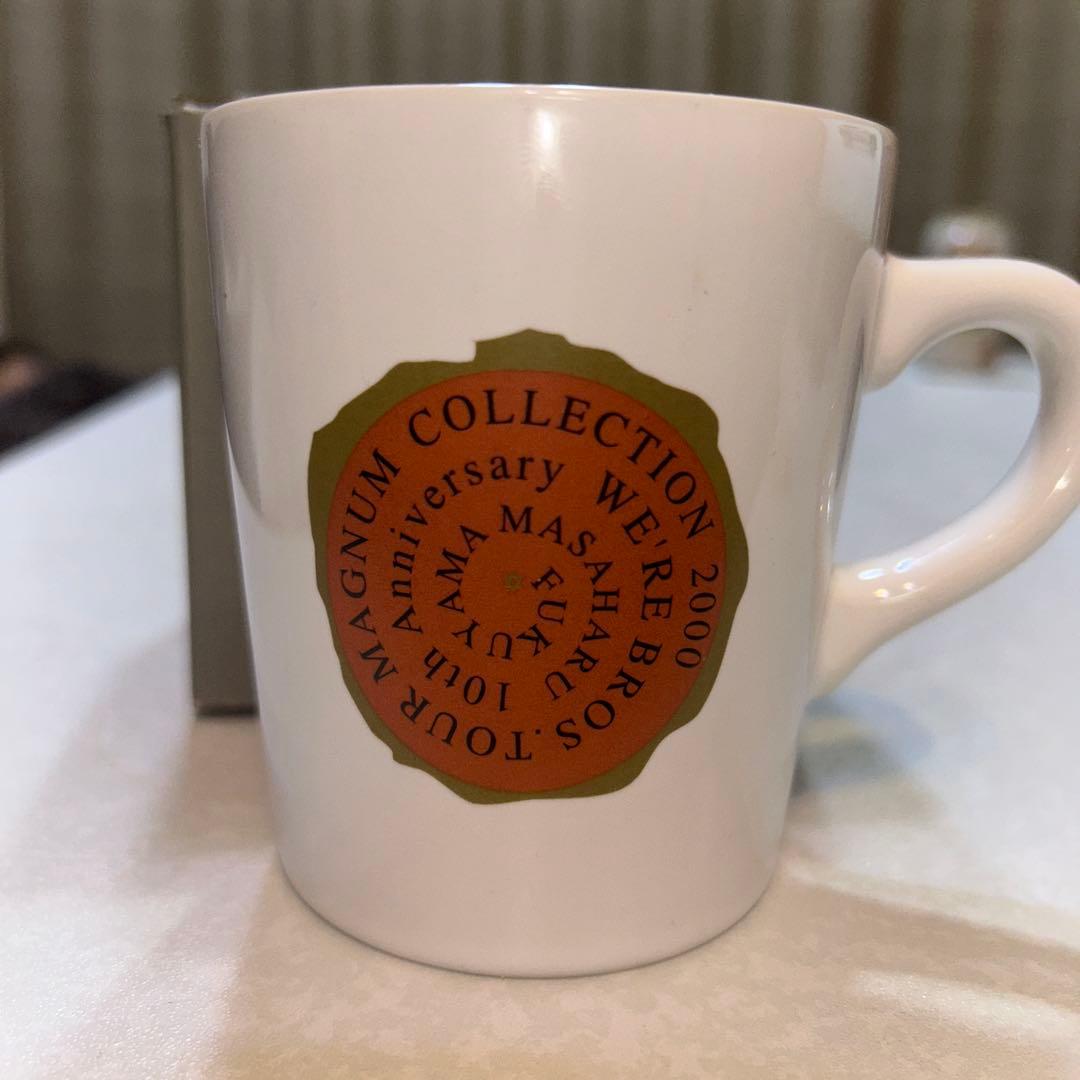 FUKUYAMA MASAHARU 10th Anniversary WE'RE BROS. TOUR MAGNUM COLLECTION 2000